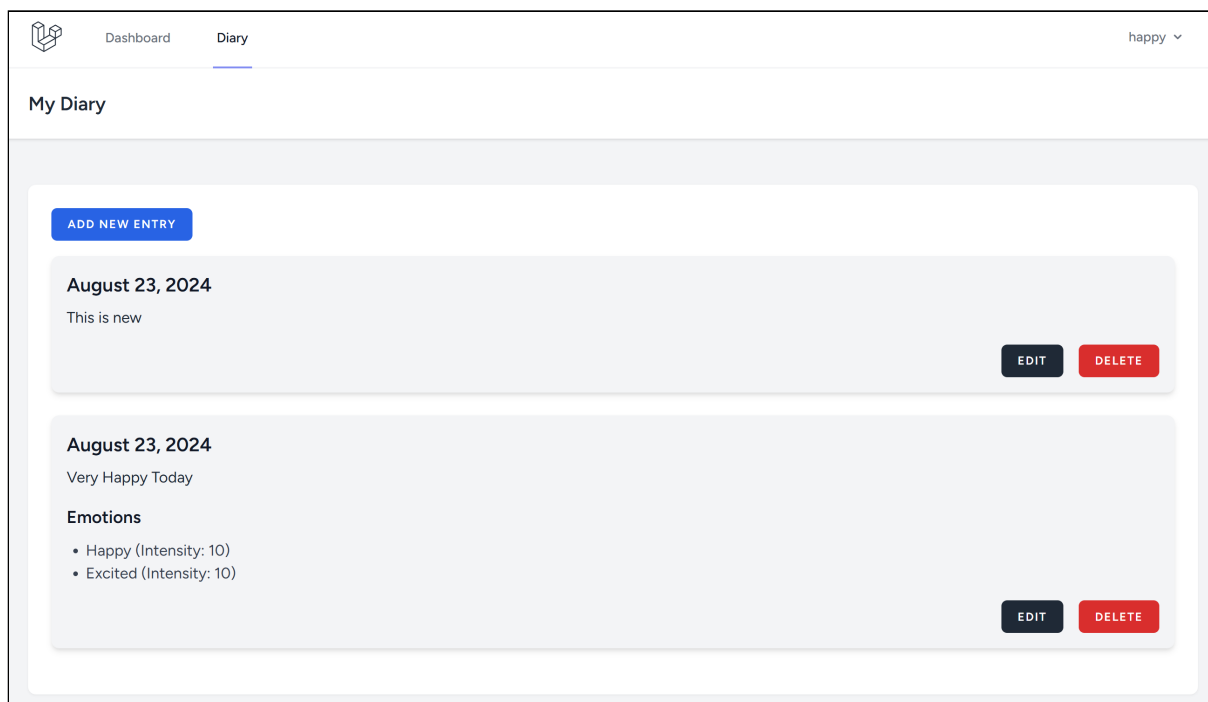 Dashboard Diary happy
My Diary
ADD NEW ENTRY
August 23, 2024
This is new
EDIT DELETE
August 23, 2024
Very Happy Today
Emotions
• Happy (Intensity: 10)
• Excited (Intensity: 10)
EDIT DELETE